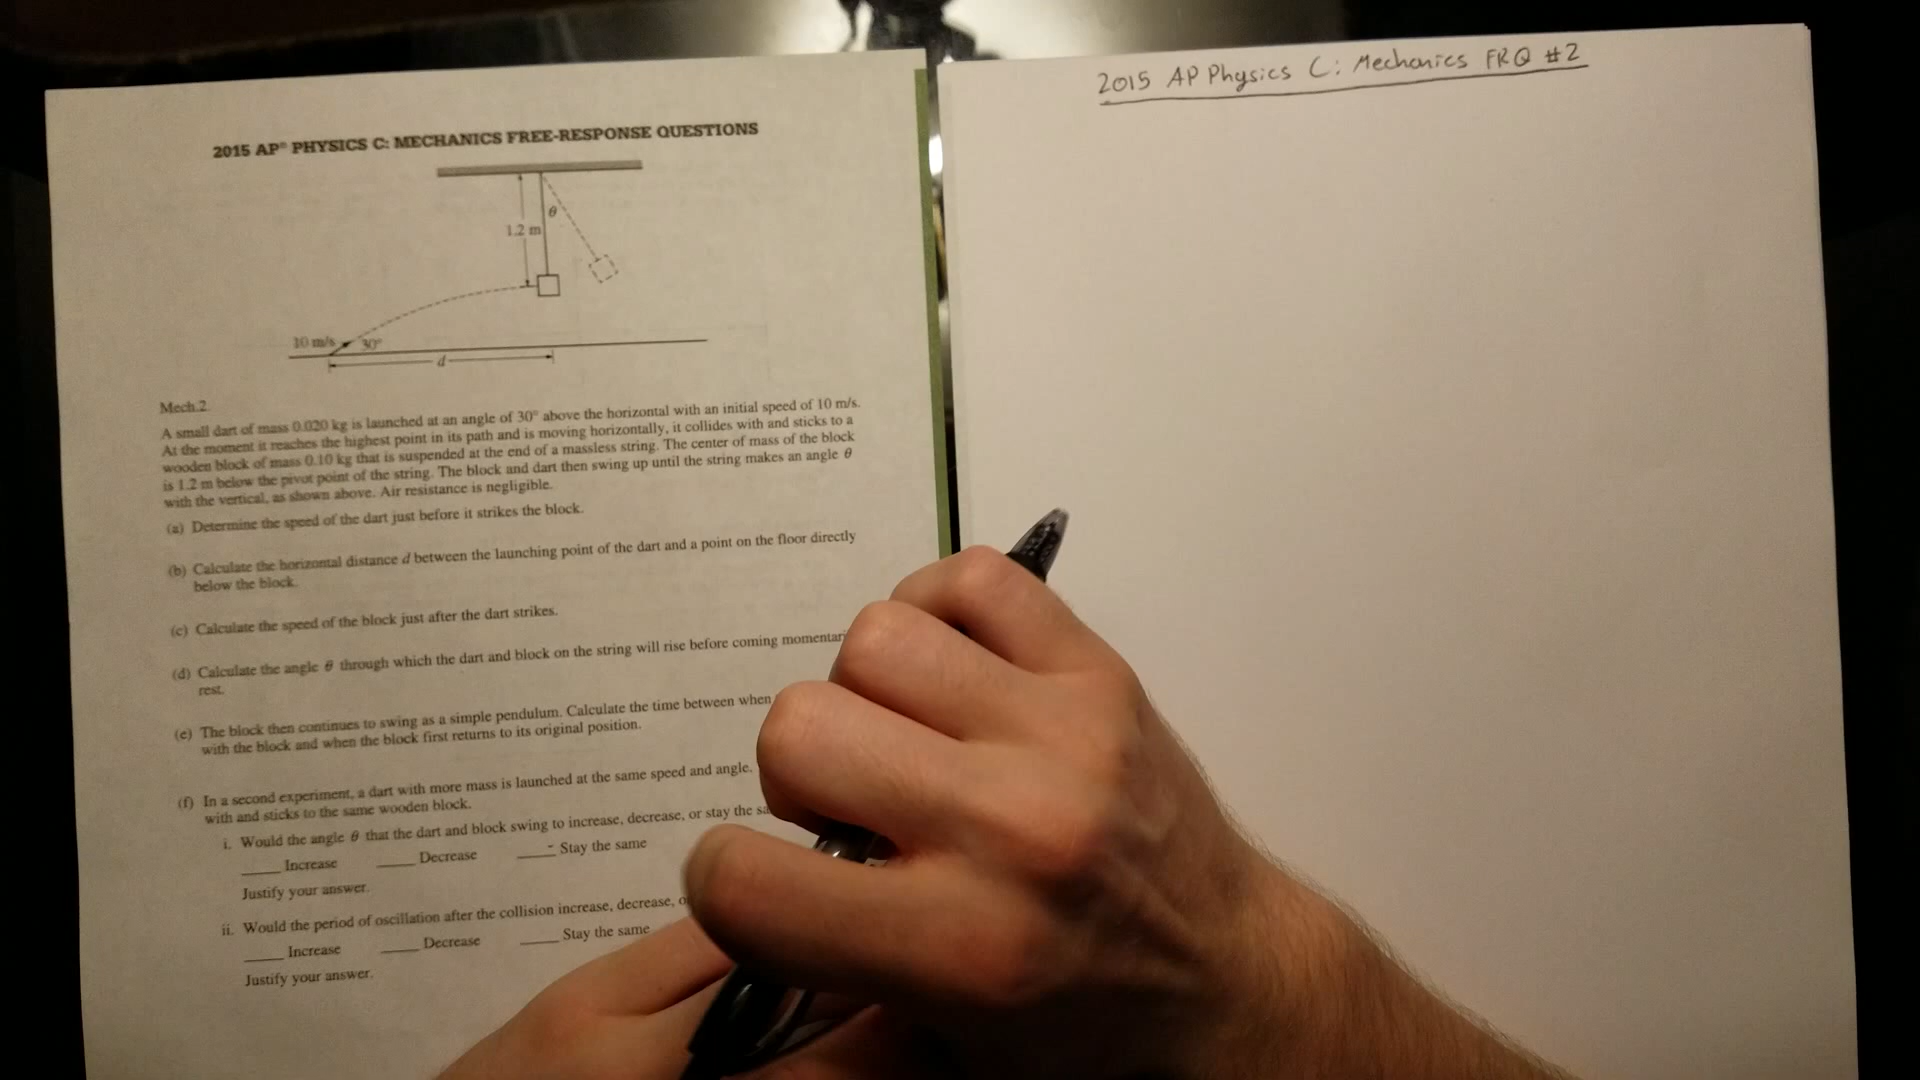 2015 AP® PHYSICS C: MECHANICS FREE-RESPONSE QUESTIONS
θ
1.2 m
10 m/s
30°
d
Mech.2.
A small dart of mass 0.020 kg is launched at an angle of 30° above the horizontal with an initial speed of 10 m/s.
At the moment it reaches the highest point in its path and is moving horizontally, it collides with and sticks to a
wooden block of mass 0.10 kg that is suspended at the end of a massless string. The center of mass of the block
is 1.2 m below the pivot point of the string. The block and dart then swing up until the string makes an angle θ
with the vertical, as shown above. Air resistance is negligible.
(a) Determine the speed of the dart just before it strikes the block.
(b) Calculate the horizontal distance d between the launching point of the dart and a point on the floor directly
below the block.
(c) Calculate the speed of the block just after the dart strikes.
(d) Calculate the angle θ through which the dart and block on the string will rise before coming momentari
rest.
(e) The block then continues to swing as a simple pendulum. Calculate the time between when
with the block and when the block first returns to its original position.
(f) In a second experiment, a dart with more mass is launched at the same speed and angle.
with and sticks to the same wooden block.
i. Would the angle θ that the dart and block swing to increase, decrease, or stay the sa
____ Increase ____ Decrease ____ Stay the same
Justify your answer.
ii. Would the period of oscillation after the collision increase, decrease, o
____ Increase ____ Decrease ____ Stay the same
Justify your answer.
2015 AP Physics C: Mechanics FRQ #2